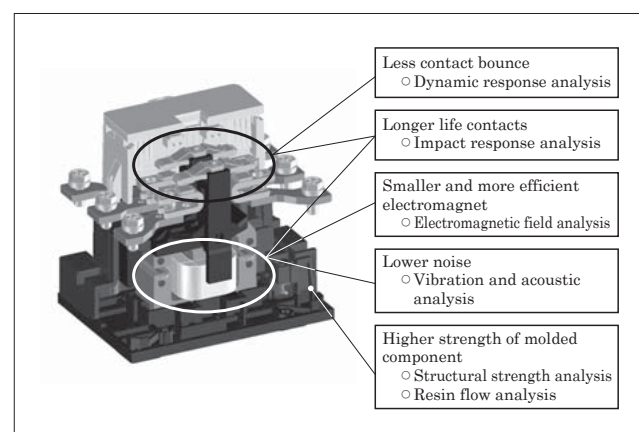 Less contact bounce
○ Dynamic response analysis
Longer life contacts
○ Impact response analysis
Smaller and more efficient
electromagnet
○ Electromagnetic field analysis
Lower noise
○ Vibration and acoustic
analysis
Higher strength of molded
component
○ Structural strength analysis
○ Resin flow analysis